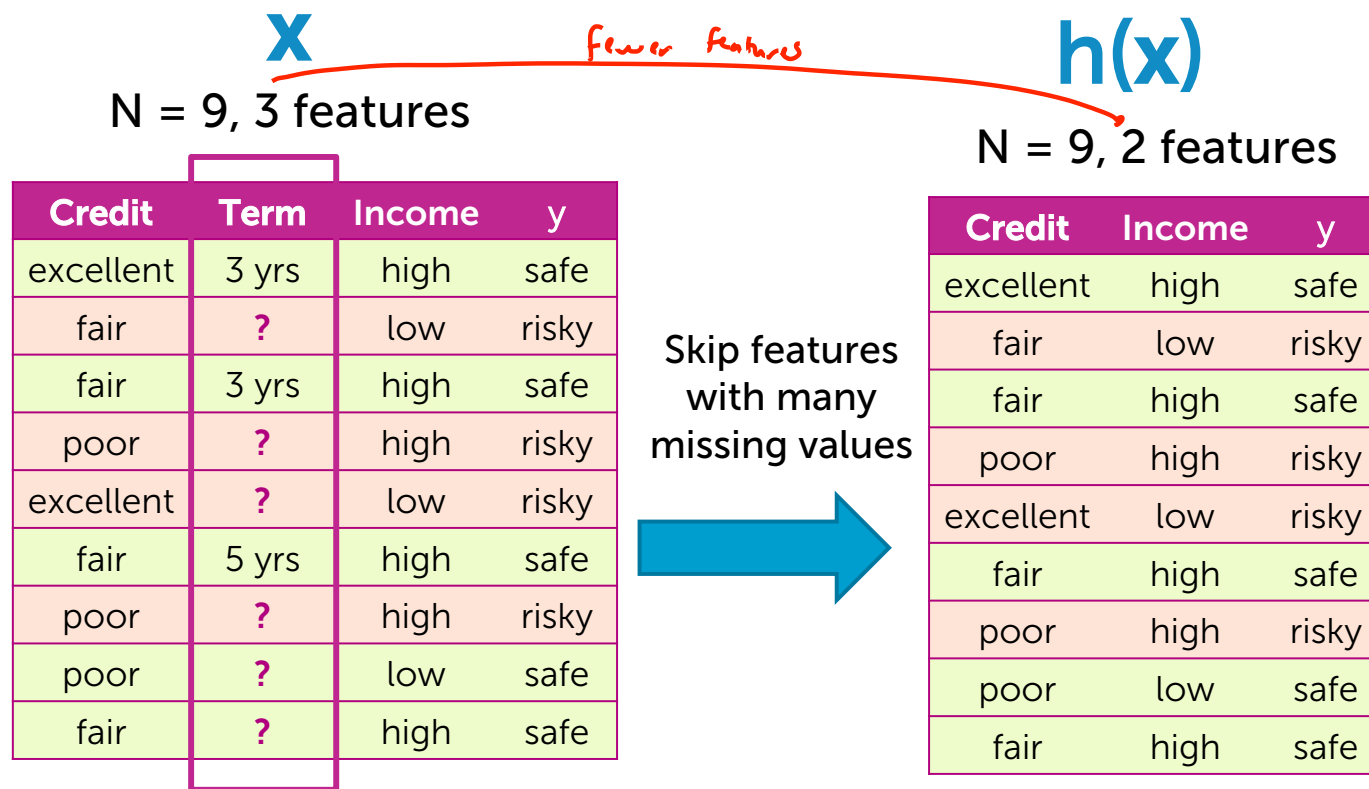 x
fewer features
h(x)
N = 9, 3 features
N = 9, 2 features
Credit Term Income y
excellent 3 yrs high safe
fair ? low risky
fair 3 yrs high safe
poor ? high risky
excellent ? low risky
fair 5 yrs high safe
poor ? high risky
poor ? low safe
fair ? high safe
Skip features
with many
missing values
Credit Income y
excellent high safe
fair low risky
fair high safe
poor high risky
excellent low risky
fair high safe
poor high risky
poor low safe
fair high safe